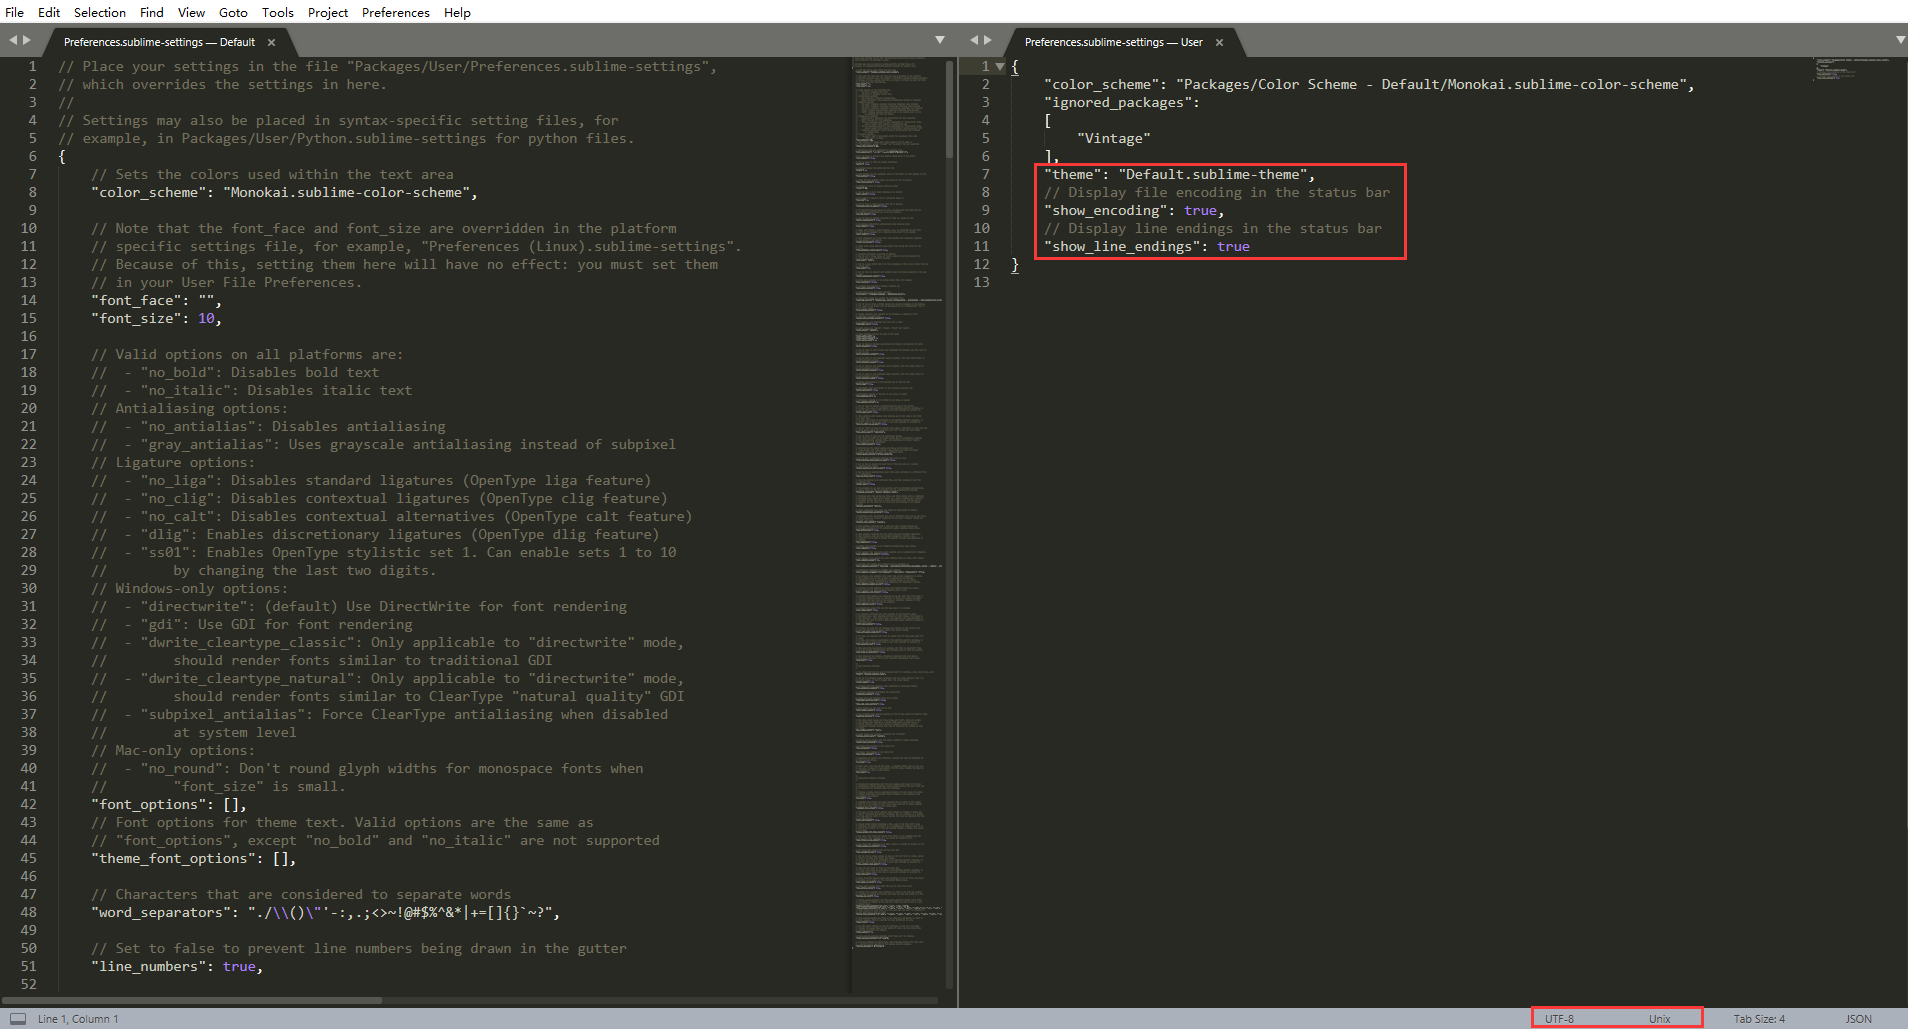 File Edit Selection Find View Goto Tools Project Preferences Help
Preferences.sublime-settings — Default ×
1 // Place your settings in the file "Packages/User/Preferences.sublime-settings",
2 // which overrides the settings in here.
3 //
4 // Settings may also be placed in syntax-specific setting files, for
5 // example, in Packages/User/Python.sublime-settings for python files.
6 {
7 // Sets the colors used within the text area
8 "color_scheme": "Monokai.sublime-color-scheme",
9
10 // Note that the font_face and font_size are overridden in the platform
11 // specific settings file, for example, "Preferences (Linux).sublime-settings".
12 // Because of this, setting them here will have no effect: you must set them
13 // in your User File Preferences.
14 "font_face": "",
15 "font_size": 10,
16
17 // Valid options on all platforms are:
18 //  - "no_bold": Disables bold text
19 //  - "no_italic": Disables italic text
20 // Antialiasing options:
21 //  - "no_antialias": Disables antialiasing
22 //  - "gray_antialias": Uses grayscale antialiasing instead of subpixel
23 // Ligature options:
24 //  - "no_liga": Disables standard ligatures (OpenType liga feature)
25 //  - "no_clig": Disables contextual ligatures (OpenType clig feature)
26 //  - "no_calt": Disables contextual alternatives (OpenType calt feature)
27 //  - "dlig": Enables discretionary ligatures (OpenType dlig feature)
28 //  - "ss01": Enables OpenType stylistic set 1. Can enable sets 1 to 10
29 //        by changing the last two digits.
30 // Windows-only options:
31 //  - "directwrite": (default) Use DirectWrite for font rendering
32 //  - "gdi": Use GDI for font rendering
33 //  - "dwrite_cleartype_classic": Only applicable to "directwrite" mode,
34 //        should render fonts similar to traditional GDI
35 //  - "dwrite_cleartype_natural": Only applicable to "directwrite" mode,
36 //        should render fonts similar to ClearType "natural quality" GDI
37 //  - "subpixel_antialias": Force ClearType antialiasing when disabled
38 //        at system level
39 // Mac-only options:
40 //  - "no_round": Don't round glyph widths for monospace fonts when
41 //        "font_size" is small.
42 "font_options": [],
43 // Font options for theme text. Valid options are the same as
44 // "font_options", except "no_bold" and "no_italic" are not supported
45 "theme_font_options": [],
46
47 // Characters that are considered to separate words
48 "word_separators": "./\\()\"'-:,.;<>~!@#$%^&*|+=[]{}`~?",
49
50 // Set to false to prevent line numbers being drawn in the gutter
51 "line_numbers": true,
52
Preferences.sublime-settings — User ×
1 {
2 "color_scheme": "Packages/Color Scheme - Default/Monokai.sublime-color-scheme",
3 "ignored_packages":
4 [
5 "Vintage"
6 ],
7 "theme": "Default.sublime-theme",
8 // Display file encoding in the status bar
9 "show_encoding": true,
10 // Display line endings in the status bar
11 "show_line_endings": true
12 }
13
Line 1, Column 1 UTF-8 Unix Tab Size: 4 JSON